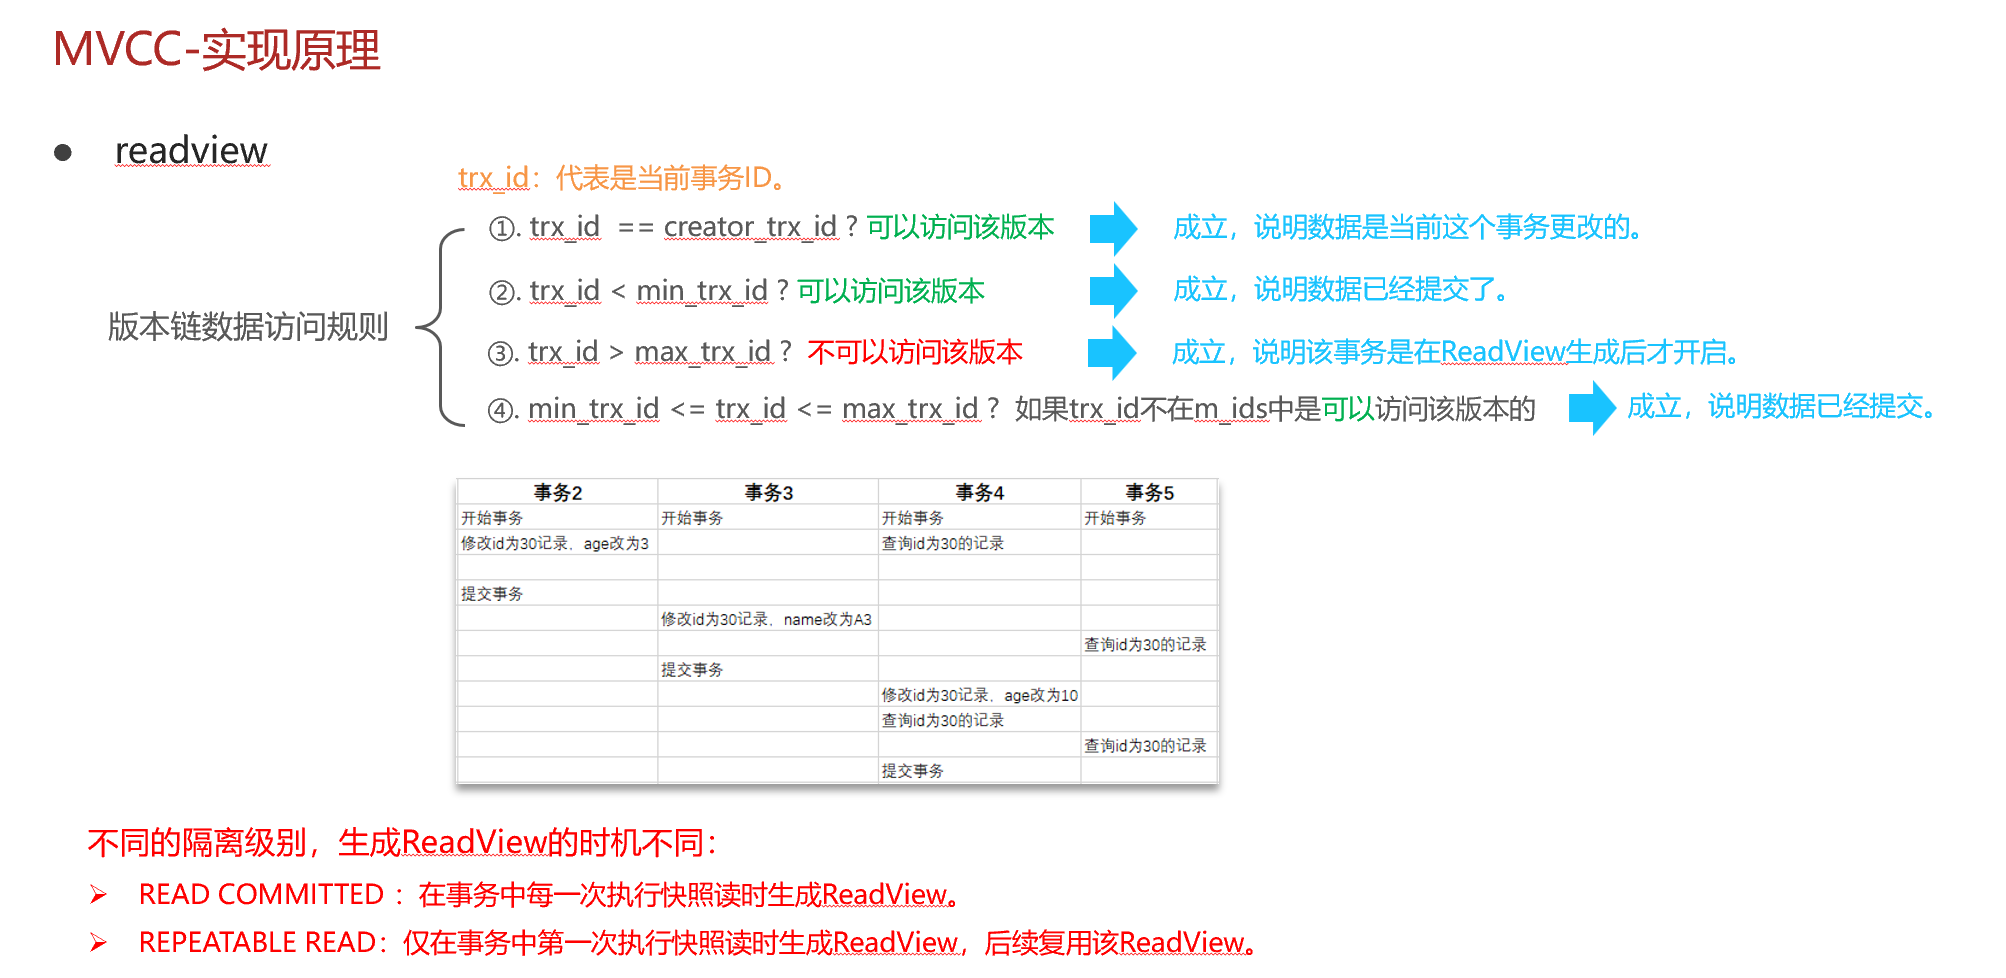 MVCC-实现原理
● readview
trx_id：代表是当前事务ID。
①. trx_id == creator_trx_id ? 可以访问该版本 成立，说明数据是当前这个事务更改的。
②. trx_id < min_trx_id ? 可以访问该版本 成立，说明数据已经提交了。
版本链数据访问规则
③. trx_id > max_trx_id ? 不可以访问该版本 成立，说明该事务是在ReadView生成后才开启。
④. min_trx_id <= trx_id <= max_trx_id ? 如果trx_id不在m_ids中是可以访问该版本的 成立，说明数据已经提交。
事务2 事务3 事务4 事务5
开始事务 开始事务 开始事务 开始事务
修改id为30记录，age改为3 查询id为30的记录
提交事务
修改id为30记录，name改为A3
查询id为30的记录
提交事务
修改id为30记录，age改为10
查询id为30的记录
查询id为30的记录
提交事务
不同的隔离级别，生成ReadView的时机不同：
➢ READ COMMITTED ：在事务中每一次执行快照读时生成ReadView。
➢ REPEATABLE READ：仅在事务中第一次执行快照读时生成ReadView，后续复用该ReadView。